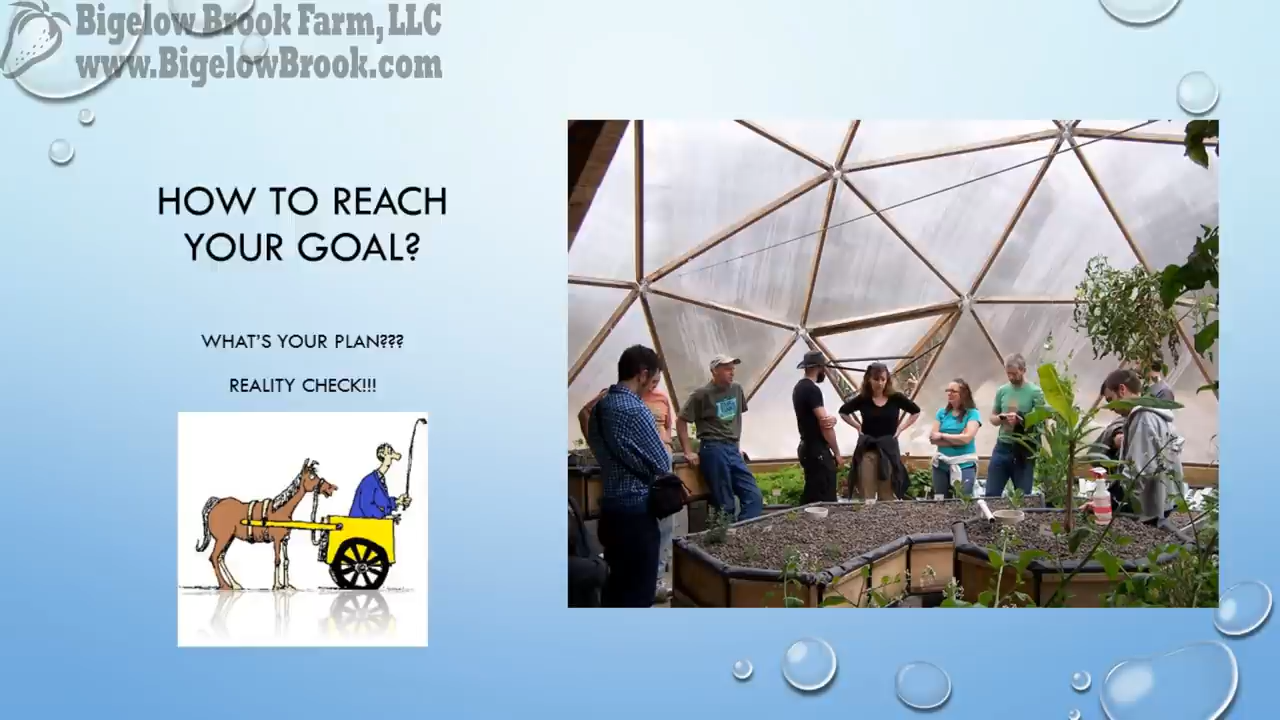 Bigelow Brook Farm, LLC
www.BigelowBrook.com
HOW TO REACH
YOUR GOAL?
WHAT'S YOUR PLAN???
REALITY CHECK!!!